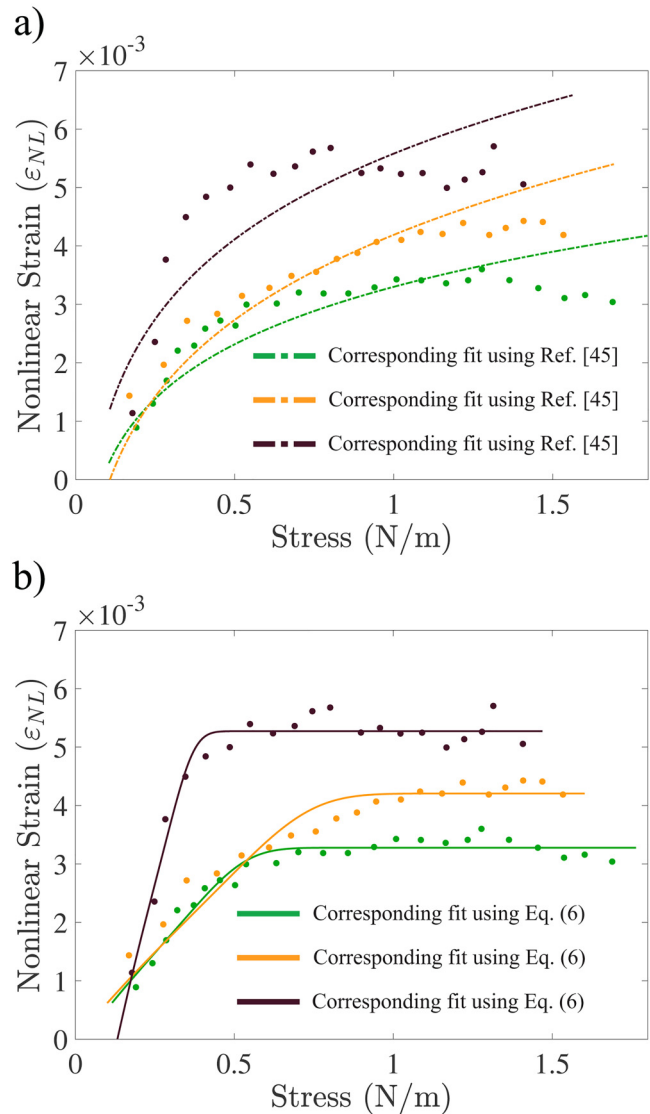 a)
×10⁻³
7
6
5
4
3
2
1
0
Nonlinear Strain (εNL)
Corresponding fit using Ref. [45]
Corresponding fit using Ref. [45]
Corresponding fit using Ref. [45]
0 0.5 1 1.5
Stress (N/m)
b)
×10⁻³
7
6
5
4
3
2
1
0
Nonlinear Strain (εNL)
Corresponding fit using Eq. (6)
Corresponding fit using Eq. (6)
Corresponding fit using Eq. (6)
0 0.5 1 1.5
Stress (N/m)